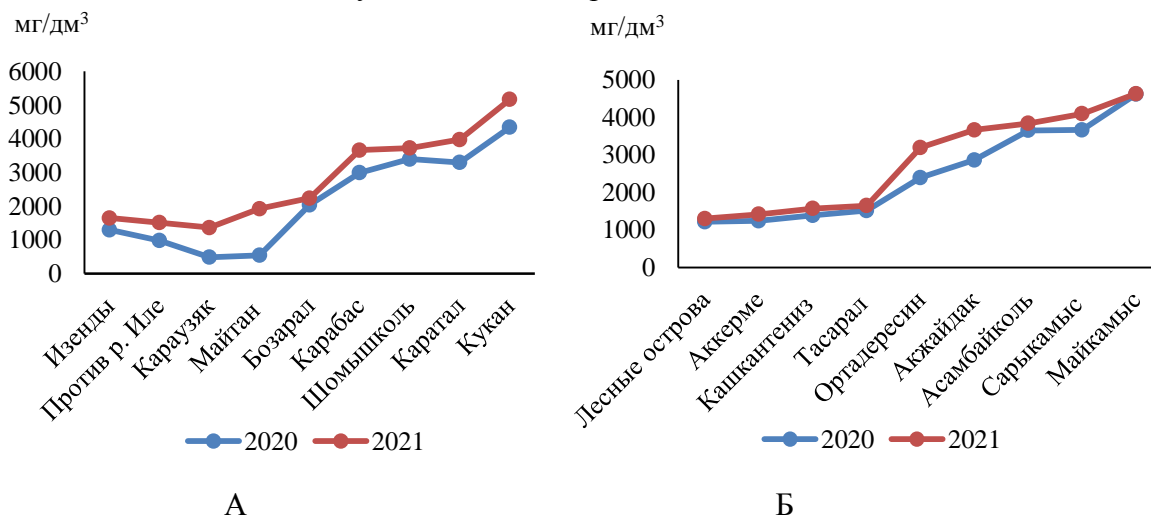 мг/дм³
6000
5000
4000
3000
2000
1000
0
Изенды
Против р. Иле
Караузяк
Майтан
Бозарал
Карабас
Шомышколь
Каратал
Кукан
2020
2021
А
мг/дм³
5000
4000
3000
2000
1000
0
Лесные острова
Аккерме
Кашкантениз
Тасарал
Ортадересин
Акжайдак
Асамбайколь
Сарыкамыс
Майкамыс
2020
2021
Б